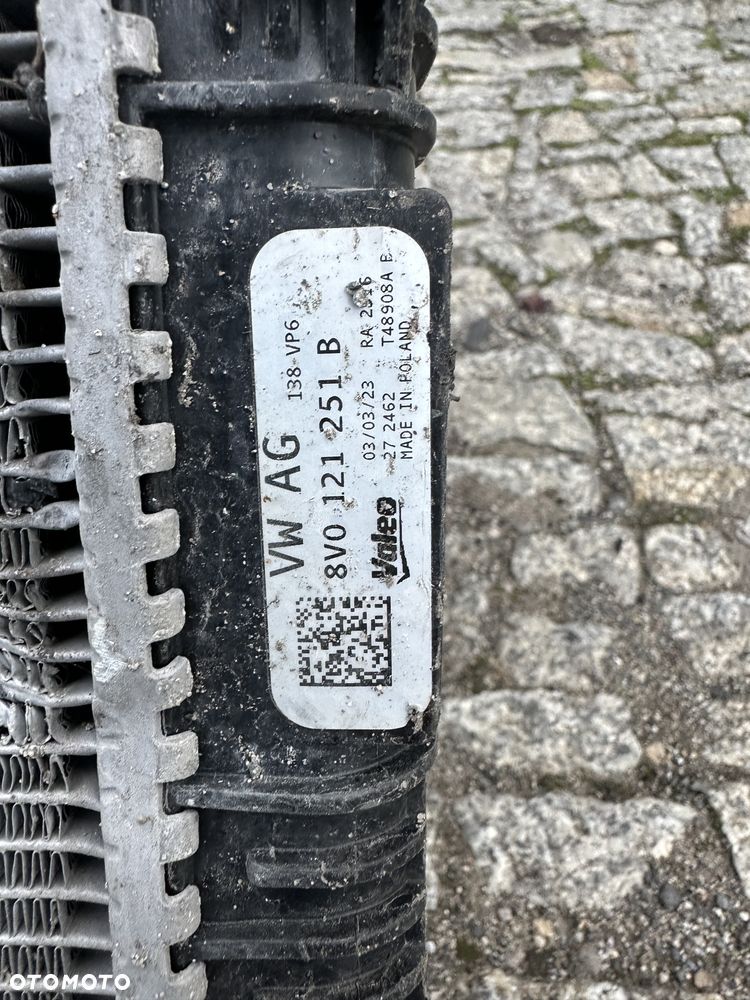 VW AG 138 VP6
8V0 121 251 B
Valeo
03/03/23
27 2462 T48908A E
MADE IN POLAND
RA
OTOMOTO